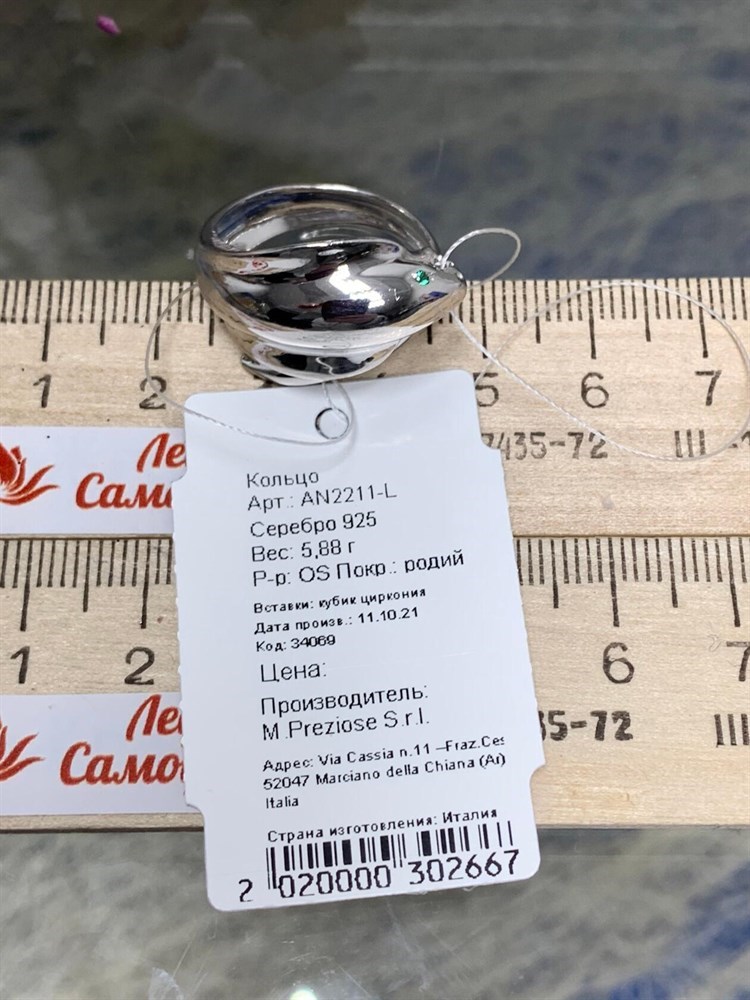 1 2 5 6 7
7435-72 III
Ле
Само
Кольцо
Арт.: AN2211-L
Серебро 925
Вес: 5,88 г
Р-р: OS Покр.: родий
Вставки: кубик циркония
Дата произв.: 11.10.21
Код: 34069
Цена:
Производитель:
M.Preziose S.r.l.
Адрес: Via Cassia n.11 –Fraz.Ces
52047 Marciano della Chiana (Ar)
Italia
Страна изготовления: Италия
2 020000 302667
1 2 6 7
35-72 III
Ле
Само